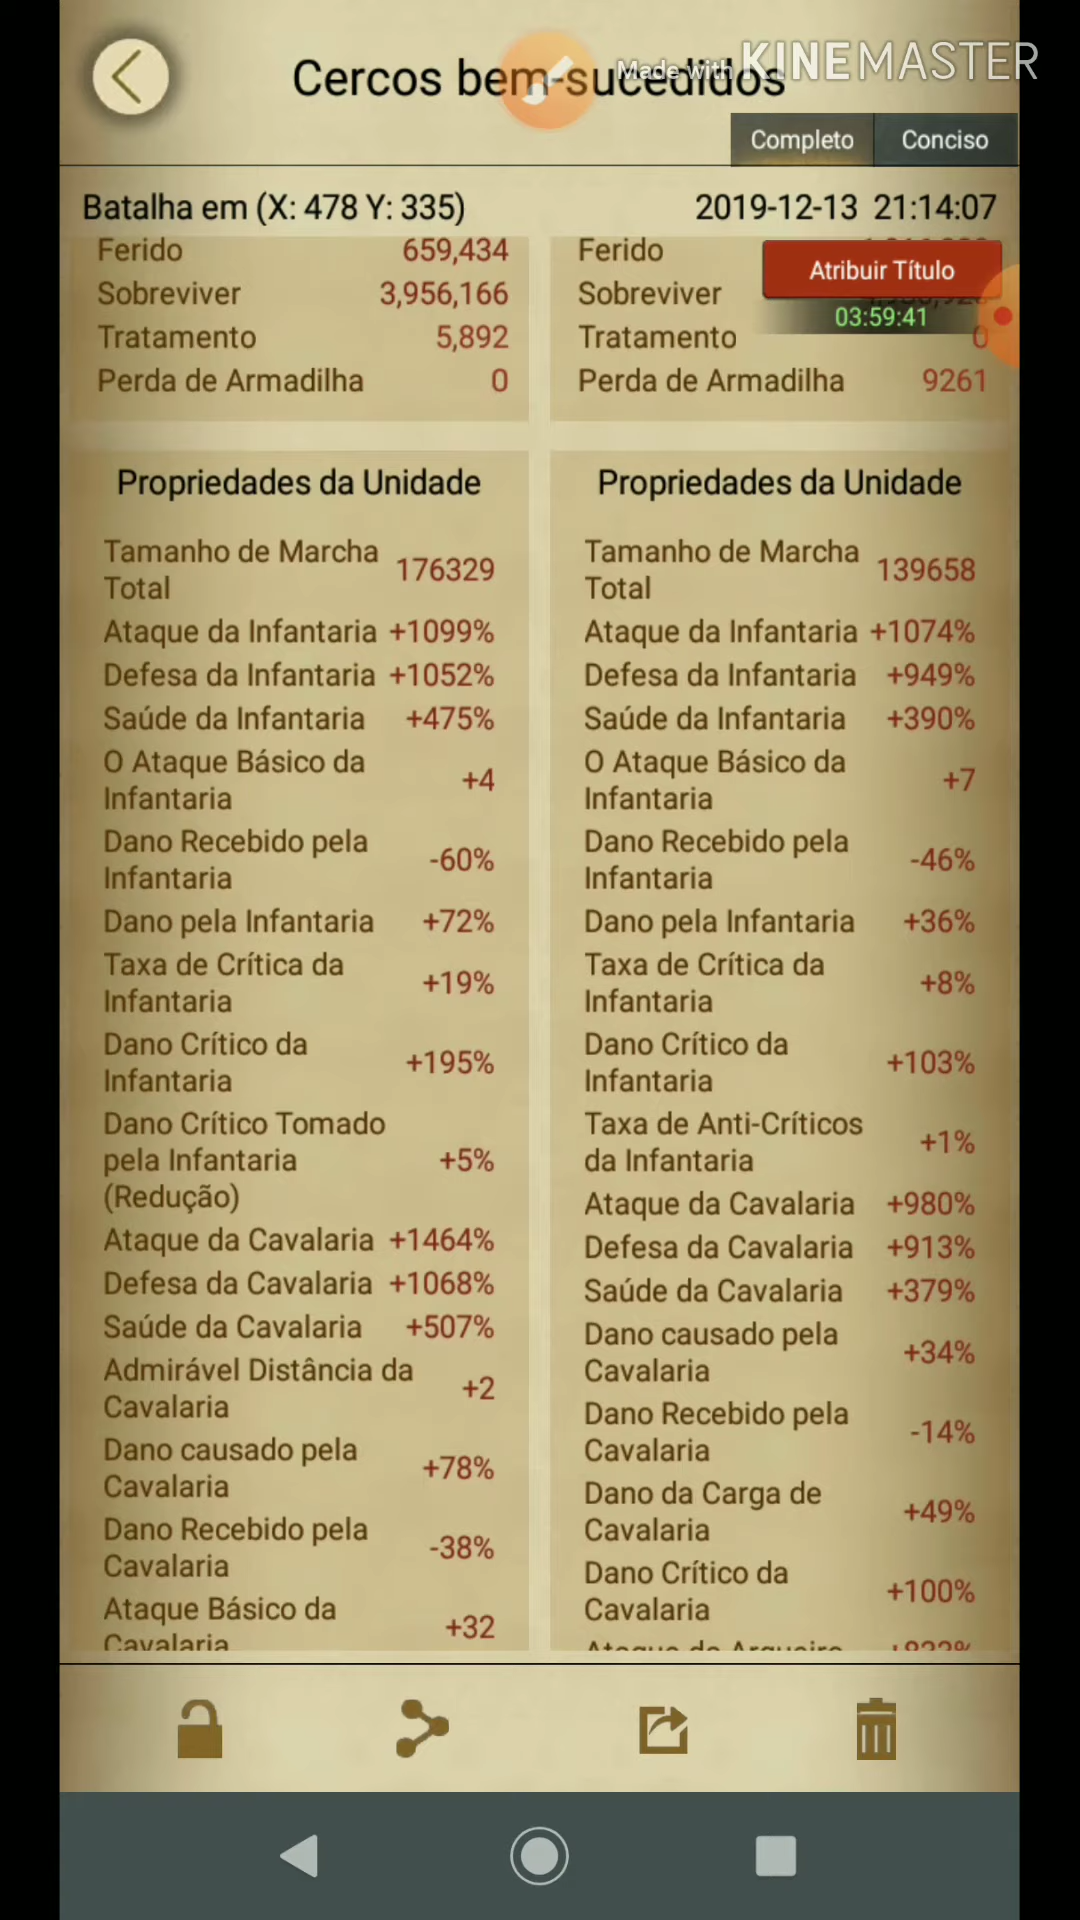 Cercos bem-sucedidos
Made with KINEMASTER
Completo
Conciso
Batalha em (X: 478 Y: 335)
2019-12-13 21:14:07
Ferido 659,434
Sobreviver 3,956,166
Tratamento 5,892
Perda de Armadilha 0
Ferido
Atribuir Título
Sobreviver
03:59:41
Tratamento 0
Perda de Armadilha 9261
Propriedades da Unidade
Tamanho de Marcha
Total 176329
Ataque da Infantaria +1099%
Defesa da Infantaria +1052%
Saúde da Infantaria +475%
O Ataque Básico da
Infantaria +4
Dano Recebido pela
Infantaria -60%
Dano pela Infantaria +72%
Taxa de Crítica da
Infantaria +19%
Dano Crítico da
Infantaria +195%
Dano Crítico Tomado
pela Infantaria +5%
(Redução)
Ataque da Cavalaria +1464%
Defesa da Cavalaria +1068%
Saúde da Cavalaria +507%
Admirável Distância da
Cavalaria +2
Dano causado pela
Cavalaria +78%
Dano Recebido pela
Cavalaria -38%
Ataque Básico da
Cavalaria +32
Propriedades da Unidade
Tamanho de Marcha
Total 139658
Ataque da Infantaria +1074%
Defesa da Infantaria +949%
Saúde da Infantaria +390%
O Ataque Básico da
Infantaria +7
Dano Recebido pela
Infantaria -46%
Dano pela Infantaria +36%
Taxa de Crítica da
Infantaria +8%
Dano Crítico da
Infantaria +103%
Taxa de Anti-Críticos
da Infantaria +1%
Ataque da Cavalaria +980%
Defesa da Cavalaria +913%
Saúde da Cavalaria +379%
Dano causado pela
Cavalaria +34%
Dano Recebido pela
Cavalaria -14%
Dano da Carga de
Cavalaria +49%
Dano Crítico da
Cavalaria +100%